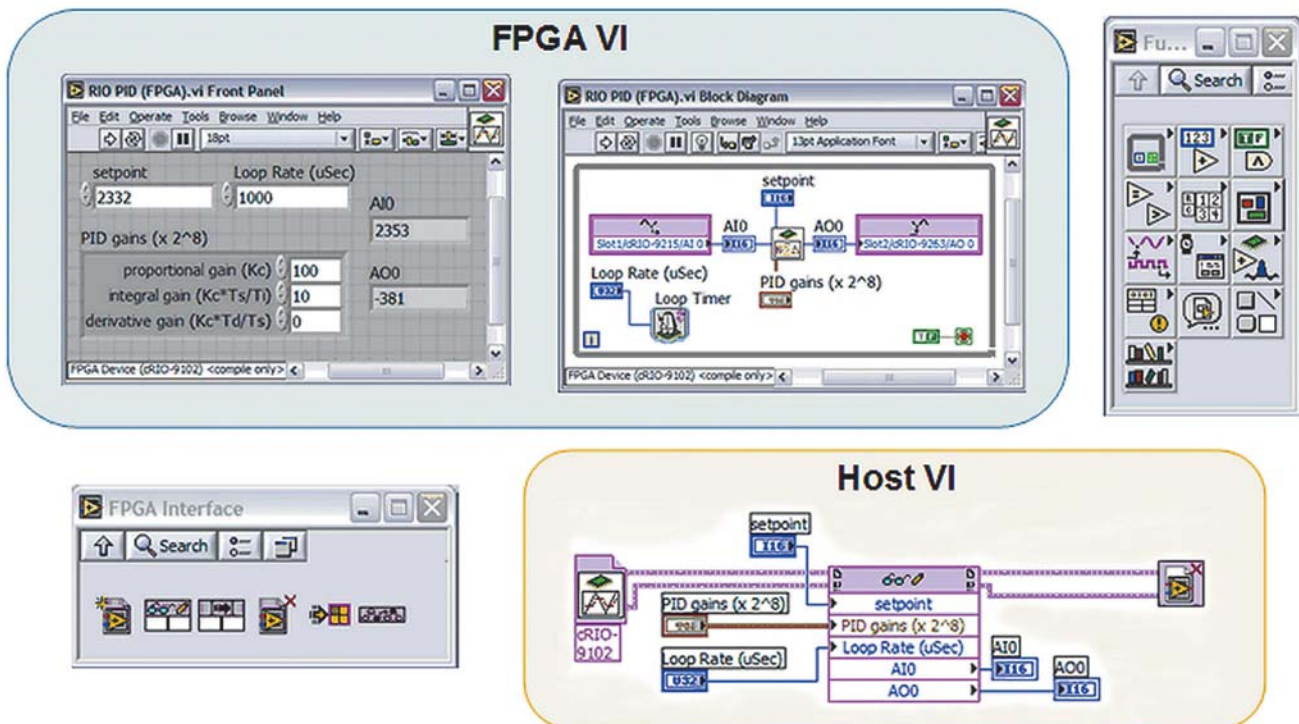 FPGA VI
RIO PID (FPGA).vi Front Panel
File Edit Operate Tools Browse Window Help
18pt
setpoint
2332
Loop Rate (uSec)
1000
AI0
2353
PID gains (x 2^8)
proportional gain (Kc) 100
integral gain (Kc*Ts/Ti) 10
derivative gain (Kc*Td/Ts) 0
AO0
-381
FPGA Device (cRIO-9102) <compile only>
RIO PID (FPGA).vi Block Diagram
File Edit Operate Tools Browse Window Help
13pt Application Font
setpoint
I16
AI0
AO0
Slot1/cRIO-9215/AI 0
I16
I16
Slot2/cRIO-9263/AO 0
Loop Rate (uSec)
U32
PID gains (x 2^8)
Loop Timer
i
TF
FPGA Device (cRIO-9102) <compile only>
Fu...
Search
123
TF
FPGA Interface
Search
Host VI
setpoint
I16
cRIO-
9102
PID gains (x 2^8)
Loop Rate (uSec)
U32
setpoint
PID gains (x 2^8)
Loop Rate (uSec)
AI0
AO0
AI0
I16
AO0
I16